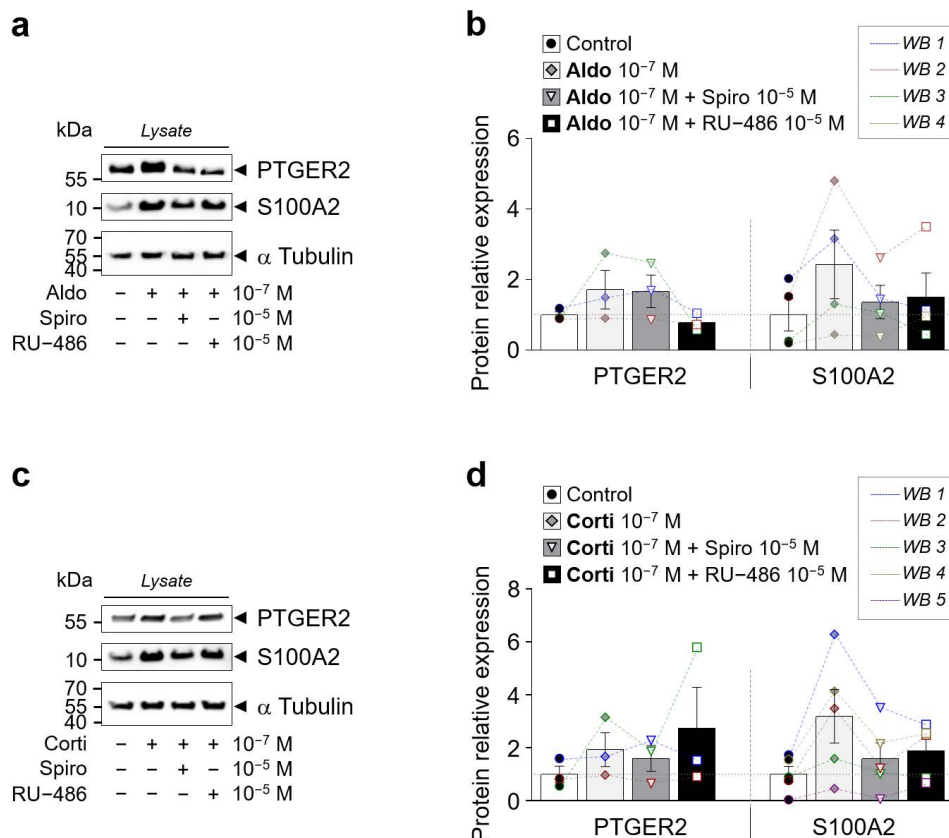 a
kDa
Lysate
55
PTGER2
10
S100A2
70
55
40
α Tubulin
Aldo – + + + 10⁻⁷ M
Spiro + 10⁻⁵ M
RU–486 – – – + 10⁻⁵ M
b
Control
Aldo 10⁻⁷ M
Aldo 10⁻⁷ M + Spiro 10⁻⁵ M
Aldo 10⁻⁷ M + RU–486 10⁻⁵ M
WB 1
WB 2
WB 3
WB 4
Protein relative expression
6
4
2
0
PTGER2
S100A2
c
kDa
Lysate
55
PTGER2
10
S100A2
70
55
40
α Tubulin
Corti – + + + 10⁻⁷ M
Spiro – – + – 10⁻⁵ M
RU–486 – – – + 10⁻⁵ M
d
Control
Corti 10⁻⁷ M
Corti 10⁻⁷ M + Spiro 10⁻⁵ M
Corti 10⁻⁷ M + RU–486 10⁻⁵ M
WB 1
WB 2
WB 3
WB 4
WB 5
Protein relative expression
8
6
4
2
0
PTGER2
S100A2